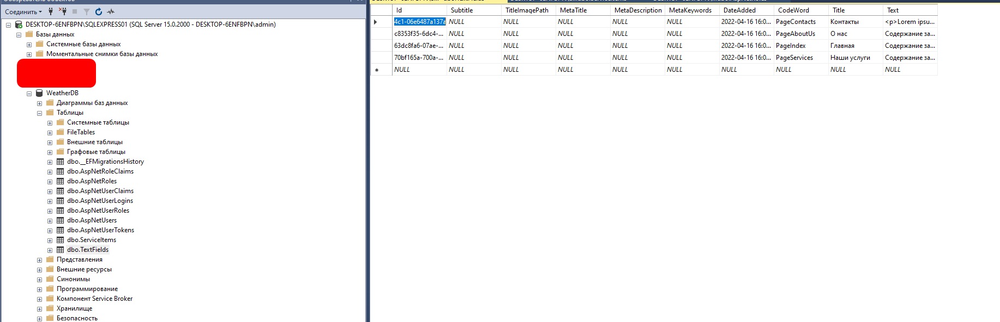 Соединить
DESKTOP-6ENFBPN\SQLEXPRESS01 (SQL Server 15.0.2000 - DESKTOP-6ENFBPN\admin)
Базы данных
Системные базы данных
Моментальные снимки базы данных
WeatherDB
Диаграммы баз данных
Таблицы
Системные таблицы
FileTables
Внешние таблицы
Графовые таблицы
dbo.__EFMigrationsHistory
dbo.AspNetRoleClaims
dbo.AspNetRoles
dbo.AspNetUserClaims
dbo.AspNetUserLogins
dbo.AspNetUserRoles
dbo.AspNetUsers
dbo.AspNetUserTokens
dbo.ServiceItems
dbo.TextFields
Представления
Внешние ресурсы
Синонимы
Программирование
Компонент Service Broker
Хранилище
Безопасность
Id Subtitle TitleImagePath MetaTitle MetaDescription MetaKeywords DateAdded CodeWord Title Text
4c1-06e6487a137a NULL NULL NULL NULL NULL 2022-04-16 16:0... PageContacts Контакты <p>Lorem ipsu...
c8353f35-6dc4-... NULL NULL NULL NULL NULL 2022-04-16 16:0... PageAboutUs О нас Содержание за...
63dc8fa6-07ae-... NULL NULL NULL NULL NULL 2022-04-16 16:0... PageIndex Главная Содержание за...
70bf165a-700a-... NULL NULL NULL NULL NULL 2022-04-16 16:0... PageServices Наши услуги Содержание за...
NULL NULL NULL NULL NULL NULL NULL NULL NULL NULL